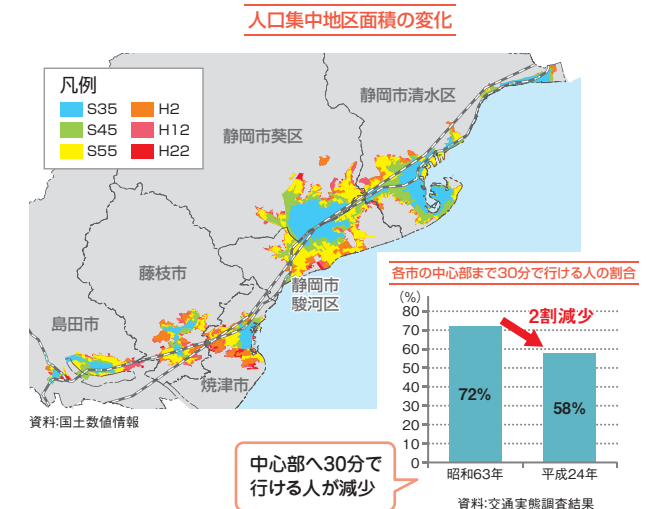 人口集中地区面積の変化
凡例
S35
H2
S45
H12
S55
H22
静岡市清水区
静岡市葵区
藤枝市
静岡市
駿河区
島田市
焼津市
資料:国土数値情報
各市の中心部まで30分で行ける人の割合
(%)
80
70
60
50
40
30
20
10
0
2割減少
72%
58%
昭和63年
平成24年
中心部へ30分で
行ける人が減少
資料:交通実態調査結果